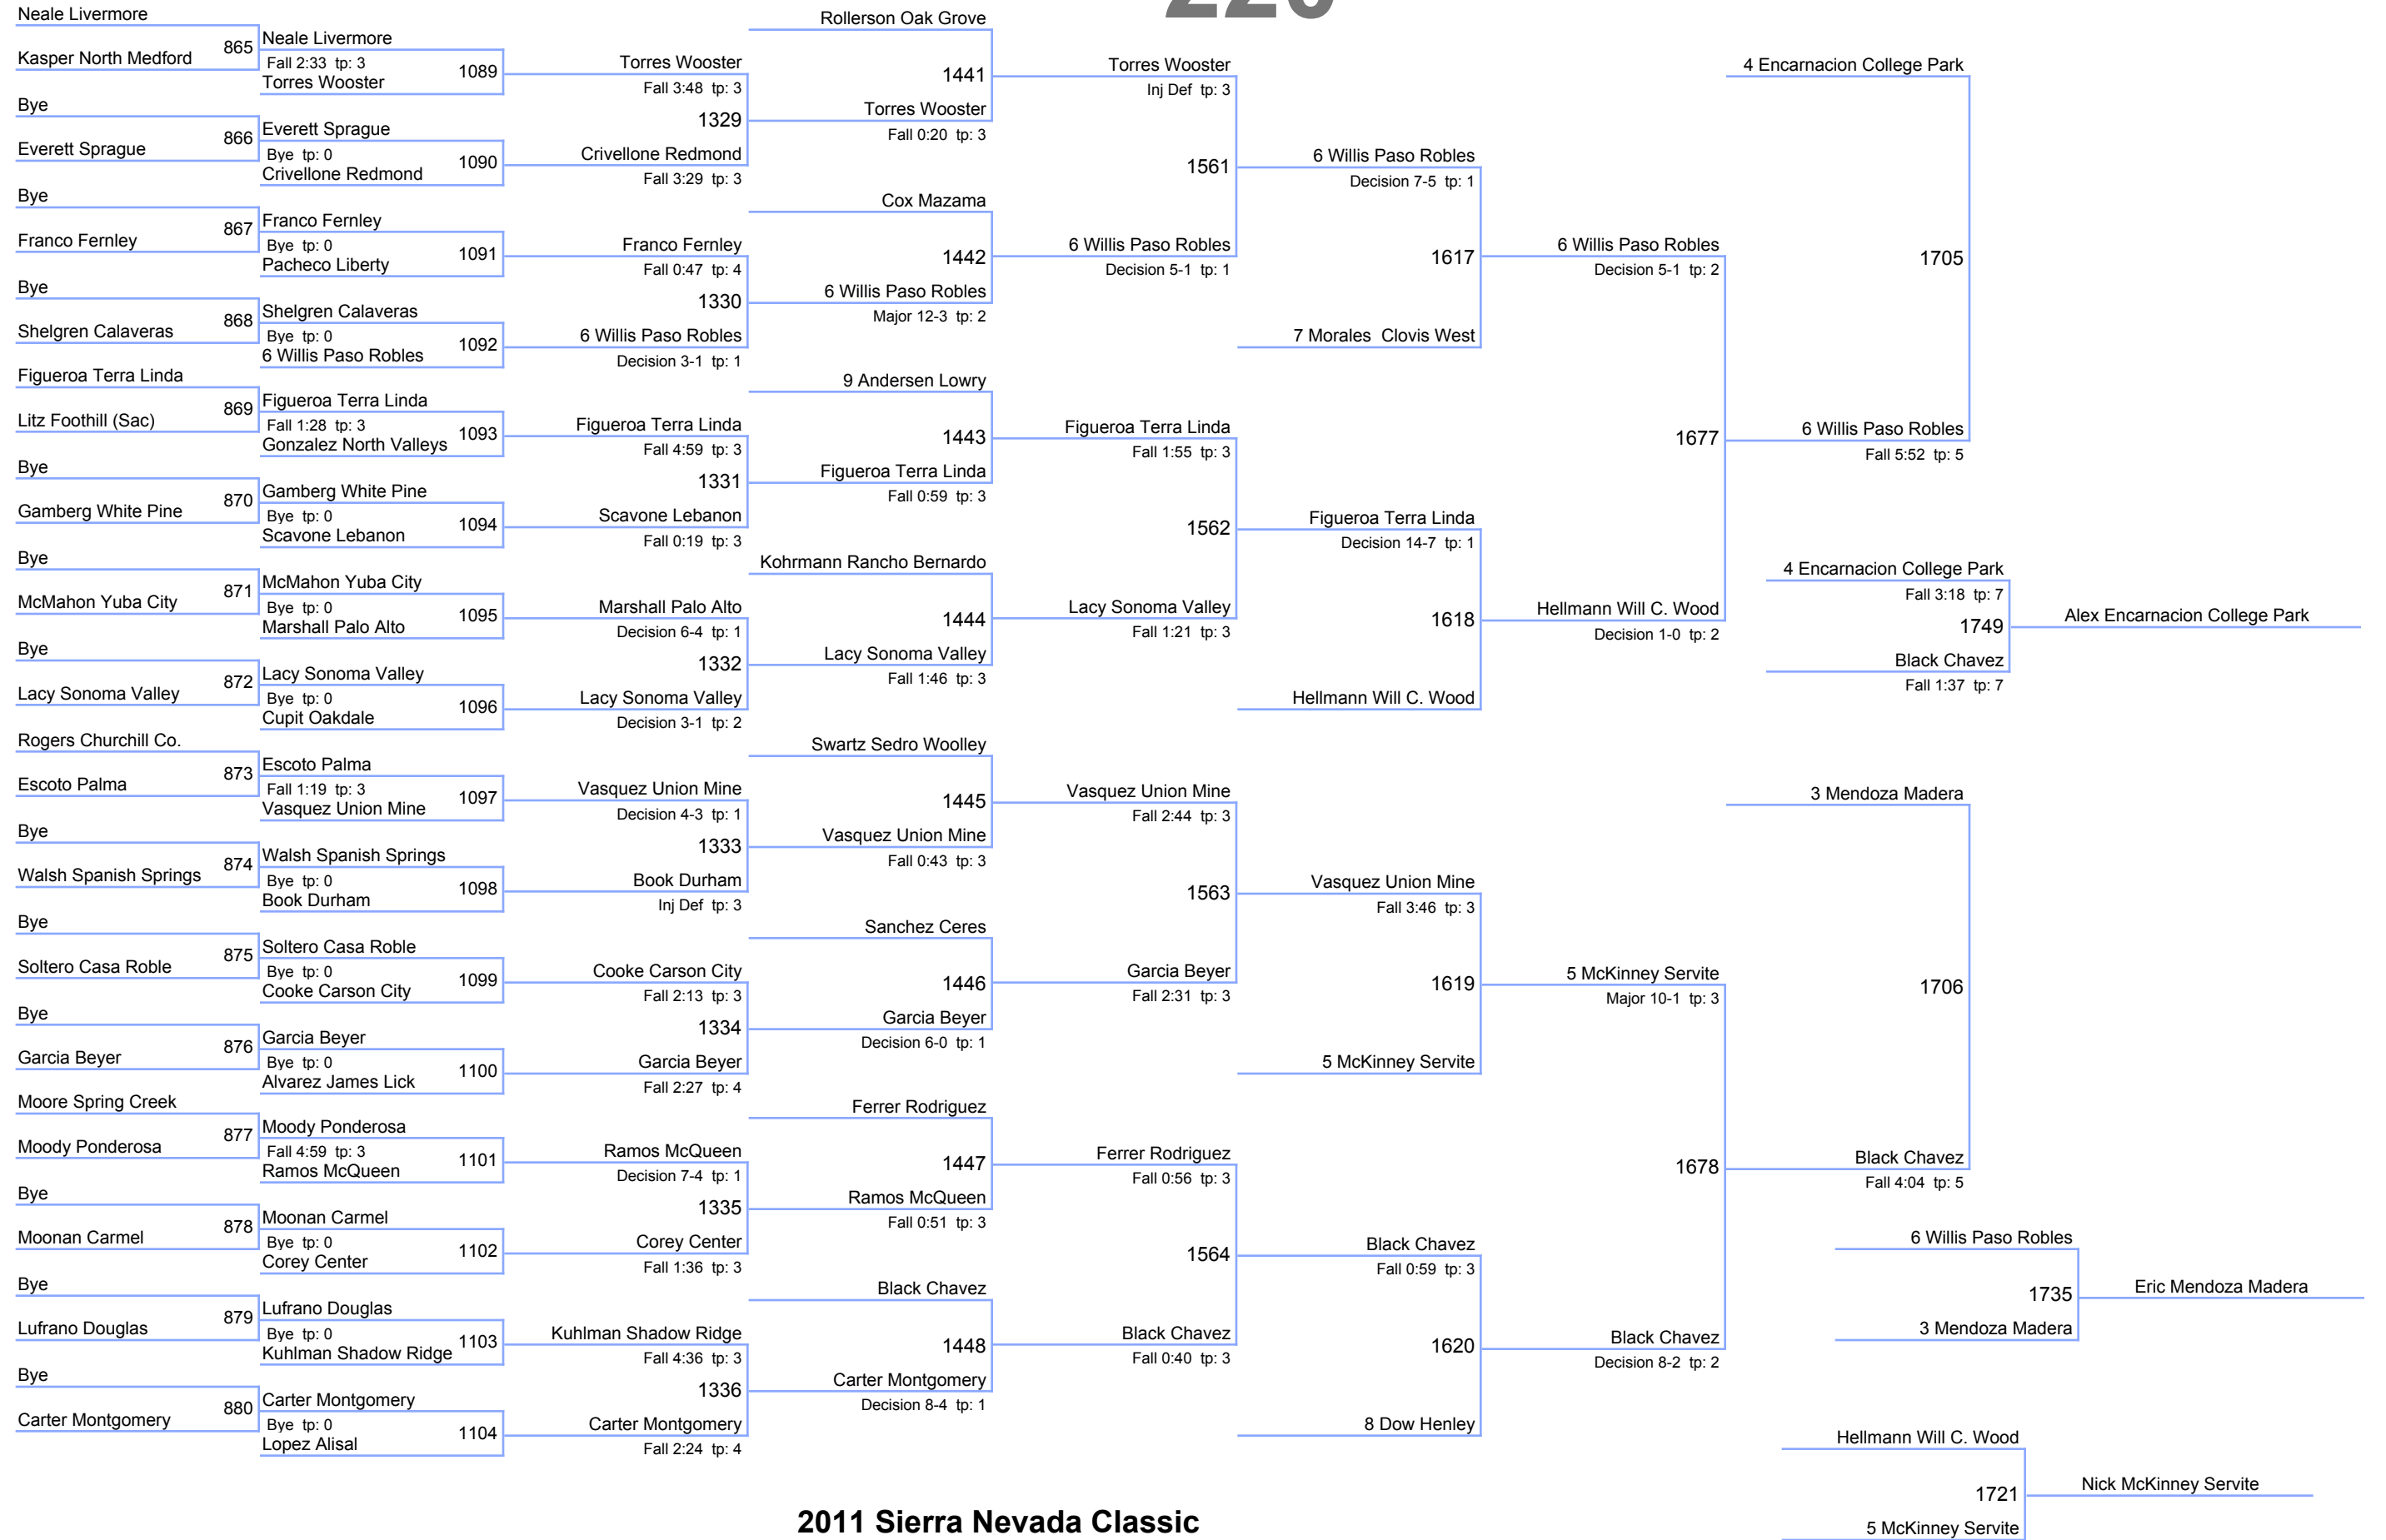 220
Neale Livermore
865
Kasper North Medford
Bye
866
Everett Sprague
Bye
867
Franco Fernley
Bye
868
Shelgren Calaveras
Figueroa Terra Linda
869
Litz Foothill (Sac)
Bye
870
Gamberg White Pine
Bye
871
McMahon Yuba City
Bye
872
Lacy Sonoma Valley
Rogers Churchill Co.
873
Escoto Palma
Bye
874
Walsh Spanish Springs
Bye
875
Soltero Casa Roble
Bye
876
Garcia Beyer
Moore Spring Creek
877
Moody Ponderosa
Bye
878
Moonan Carmel
Bye
879
Lufrano Douglas
Bye
880
Carter Montgomery
Neale Livermore
Fall 2:33 tp: 3
1089
Torres Wooster
Everett Sprague
Bye tp: 0
1090
Crivellone Redmond
Franco Fernley
Bye tp: 0
1091
Pacheco Liberty
Shelgren Calaveras
Bye tp: 0
1092
6 Willis Paso Robles
Figueroa Terra Linda
Fall 1:28 tp: 3
1093
Gonzalez North Valleys
Gamberg White Pine
Bye tp: 0
1094
Scavone Lebanon
McMahon Yuba City
Bye tp: 0
1095
Marshall Palo Alto
Lacy Sonoma Valley
Bye tp: 0
1096
Cupit Oakdale
Escoto Palma
Fall 1:19 tp: 3
1097
Vasquez Union Mine
Walsh Spanish Springs
Bye tp: 0
1098
Book Durham
Soltero Casa Roble
Bye tp: 0
1099
Cooke Carson City
Garcia Beyer
Bye tp: 0
1100
Alvarez James Lick
Moody Ponderosa
Fall 4:59 tp: 3
1101
Ramos McQueen
Moonan Carmel
Bye tp: 0
1102
Corey Center
Lufrano Douglas
Bye tp: 0
1103
Kuhlman Shadow Ridge
Carter Montgomery
Bye tp: 0
1104
Lopez Alisal
Torres Wooster
Fall 3:48 tp: 3
1329
Crivellone Redmond
Fall 3:29 tp: 3
Franco Fernley
Fall 0:47 tp: 4
1330
6 Willis Paso Robles
Decision 3-1 tp: 1
Figueroa Terra Linda
Fall 4:59 tp: 3
1331
Scavone Lebanon
Fall 0:19 tp: 3
Marshall Palo Alto
Decision 6-4 tp: 1
1332
Lacy Sonoma Valley
Decision 3-1 tp: 2
Vasquez Union Mine
Decision 4-3 tp: 1
1333
Book Durham
Inj Def tp: 3
Cooke Carson City
Fall 2:13 tp: 3
1334
Garcia Beyer
Fall 2:27 tp: 4
Ramos McQueen
Decision 7-4 tp: 1
1335
Corey Center
Fall 1:36 tp: 3
Kuhlman Shadow Ridge
Fall 4:36 tp: 3
1336
Carter Montgomery
Fall 2:24 tp: 4
Rollerson Oak Grove
1441
Torres Wooster
Fall 0:20 tp: 3
Cox Mazama
1442
6 Willis Paso Robles
Major 12-3 tp: 2
9 Andersen Lowry
1443
Figueroa Terra Linda
Fall 0:59 tp: 3
Kohrmann Rancho Bernardo
1444
Lacy Sonoma Valley
Fall 1:46 tp: 3
Swartz Sedro Woolley
1445
Vasquez Union Mine
Fall 0:43 tp: 3
Sanchez Ceres
1446
Garcia Beyer
Decision 6-0 tp: 1
Ferrer Rodriguez
1447
Ramos McQueen
Fall 0:51 tp: 3
Black Chavez
1448
Carter Montgomery
Decision 8-4 tp: 1
Torres Wooster
Inj Def tp: 3
1561
6 Willis Paso Robles
Decision 5-1 tp: 1
Figueroa Terra Linda
Fall 1:55 tp: 3
1562
Lacy Sonoma Valley
Fall 1:21 tp: 3
Vasquez Union Mine
Fall 2:44 tp: 3
1563
Garcia Beyer
Fall 2:31 tp: 3
Ferrer Rodriguez
Fall 0:56 tp: 3
1564
Black Chavez
Fall 0:40 tp: 3
6 Willis Paso Robles
Decision 7-5 tp: 1
1617
7 Morales Clovis West
Figueroa Terra Linda
Decision 14-7 tp: 1
1618
Hellmann Will C. Wood
Vasquez Union Mine
Fall 3:46 tp: 3
1619
5 McKinney Servite
Black Chavez
Fall 0:59 tp: 3
1620
8 Dow Henley
6 Willis Paso Robles
Decision 5-1 tp: 2
1677
Hellmann Will C. Wood
Decision 1-0 tp: 2
5 McKinney Servite
Major 10-1 tp: 3
1678
Black Chavez
Decision 8-2 tp: 2
4 Encarnacion College Park
1705
6 Willis Paso Robles
Fall 5:52 tp: 5
4 Encarnacion College Park
Fall 3:18 tp: 7
1749
Alex Encarnacion College Park
Black Chavez
Fall 1:37 tp: 7
3 Mendoza Madera
1706
Black Chavez
Fall 4:04 tp: 5
6 Willis Paso Robles
1735
Eric Mendoza Madera
3 Mendoza Madera
Hellmann Will C. Wood
1721
Nick McKinney Servite
5 McKinney Servite
2011 Sierra Nevada Classic